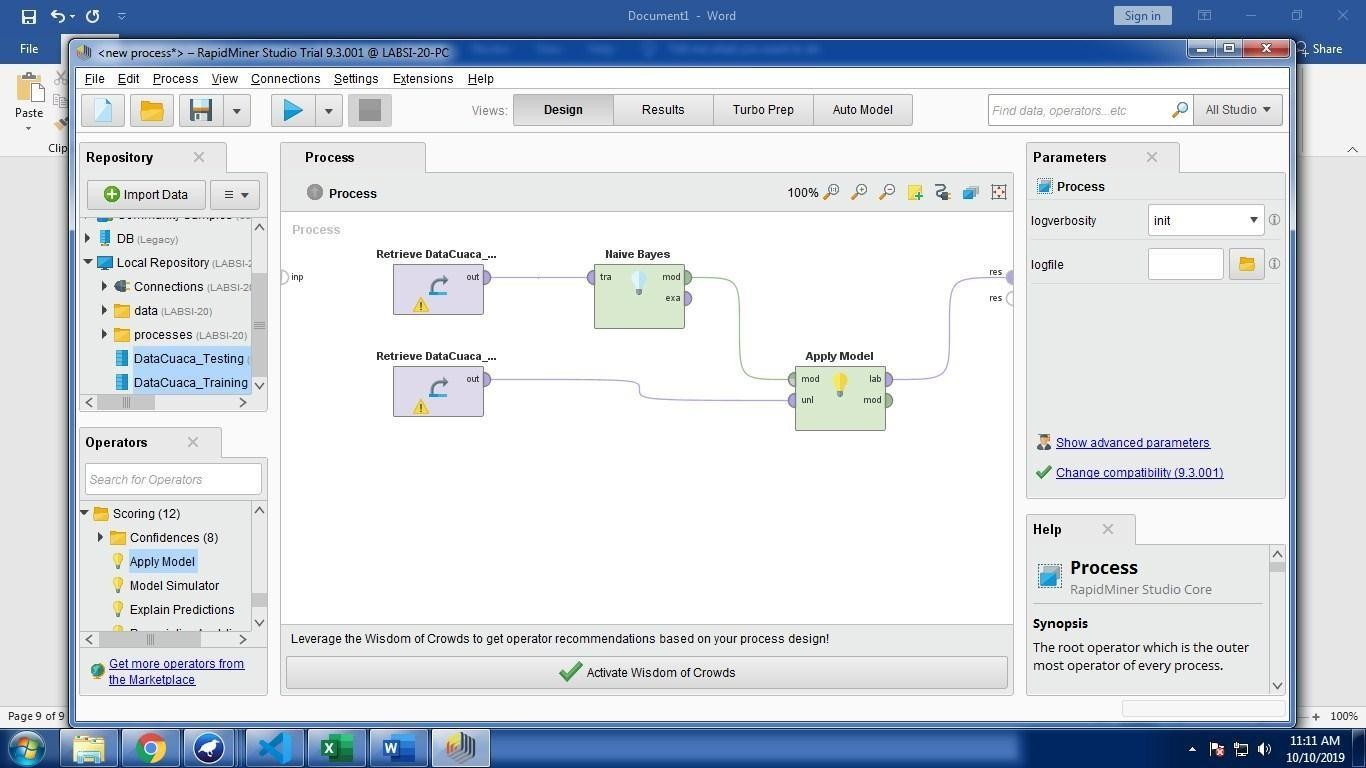 Document1 - Word
Sign in
File
Share
Paste
Clip
<new process*> – RapidMiner Studio Trial 9.3.001 @ LABSI-20-PC
File Edit Process View Connections Settings Extensions Help
Views: Design Results Turbo Prep Auto Model
Find data, operators...etc
All Studio
Repository
Import Data
DB (Legacy)
Local Repository (LABSI-
Connections (LABSI-2
data (LABSI-20)
processes (LABSI-20)
DataCuaca_Testing
DataCuaca_Training
Operators
Search for Operators
Scoring (12)
Confidences (8)
Apply Model
Model Simulator
Explain Predictions
Get more operators from
the Marketplace
Process
Process
100%
Process
inp
Retrieve DataCuaca_...
out
Naive Bayes
tra mod
exa
Retrieve DataCuaca_...
out
Apply Model
mod lab
unl mod
res
res
Leverage the Wisdom of Crowds to get operator recommendations based on your process design!
Activate Wisdom of Crowds
Parameters
Process
logverbosity init
logfile
Show advanced parameters
Change compatibility (9.3.001)
Help
Process
RapidMiner Studio Core
Synopsis
The root operator which is the outer
most operator of every process.
Page 9 of 9
100%
11:11 AM
10/10/2019